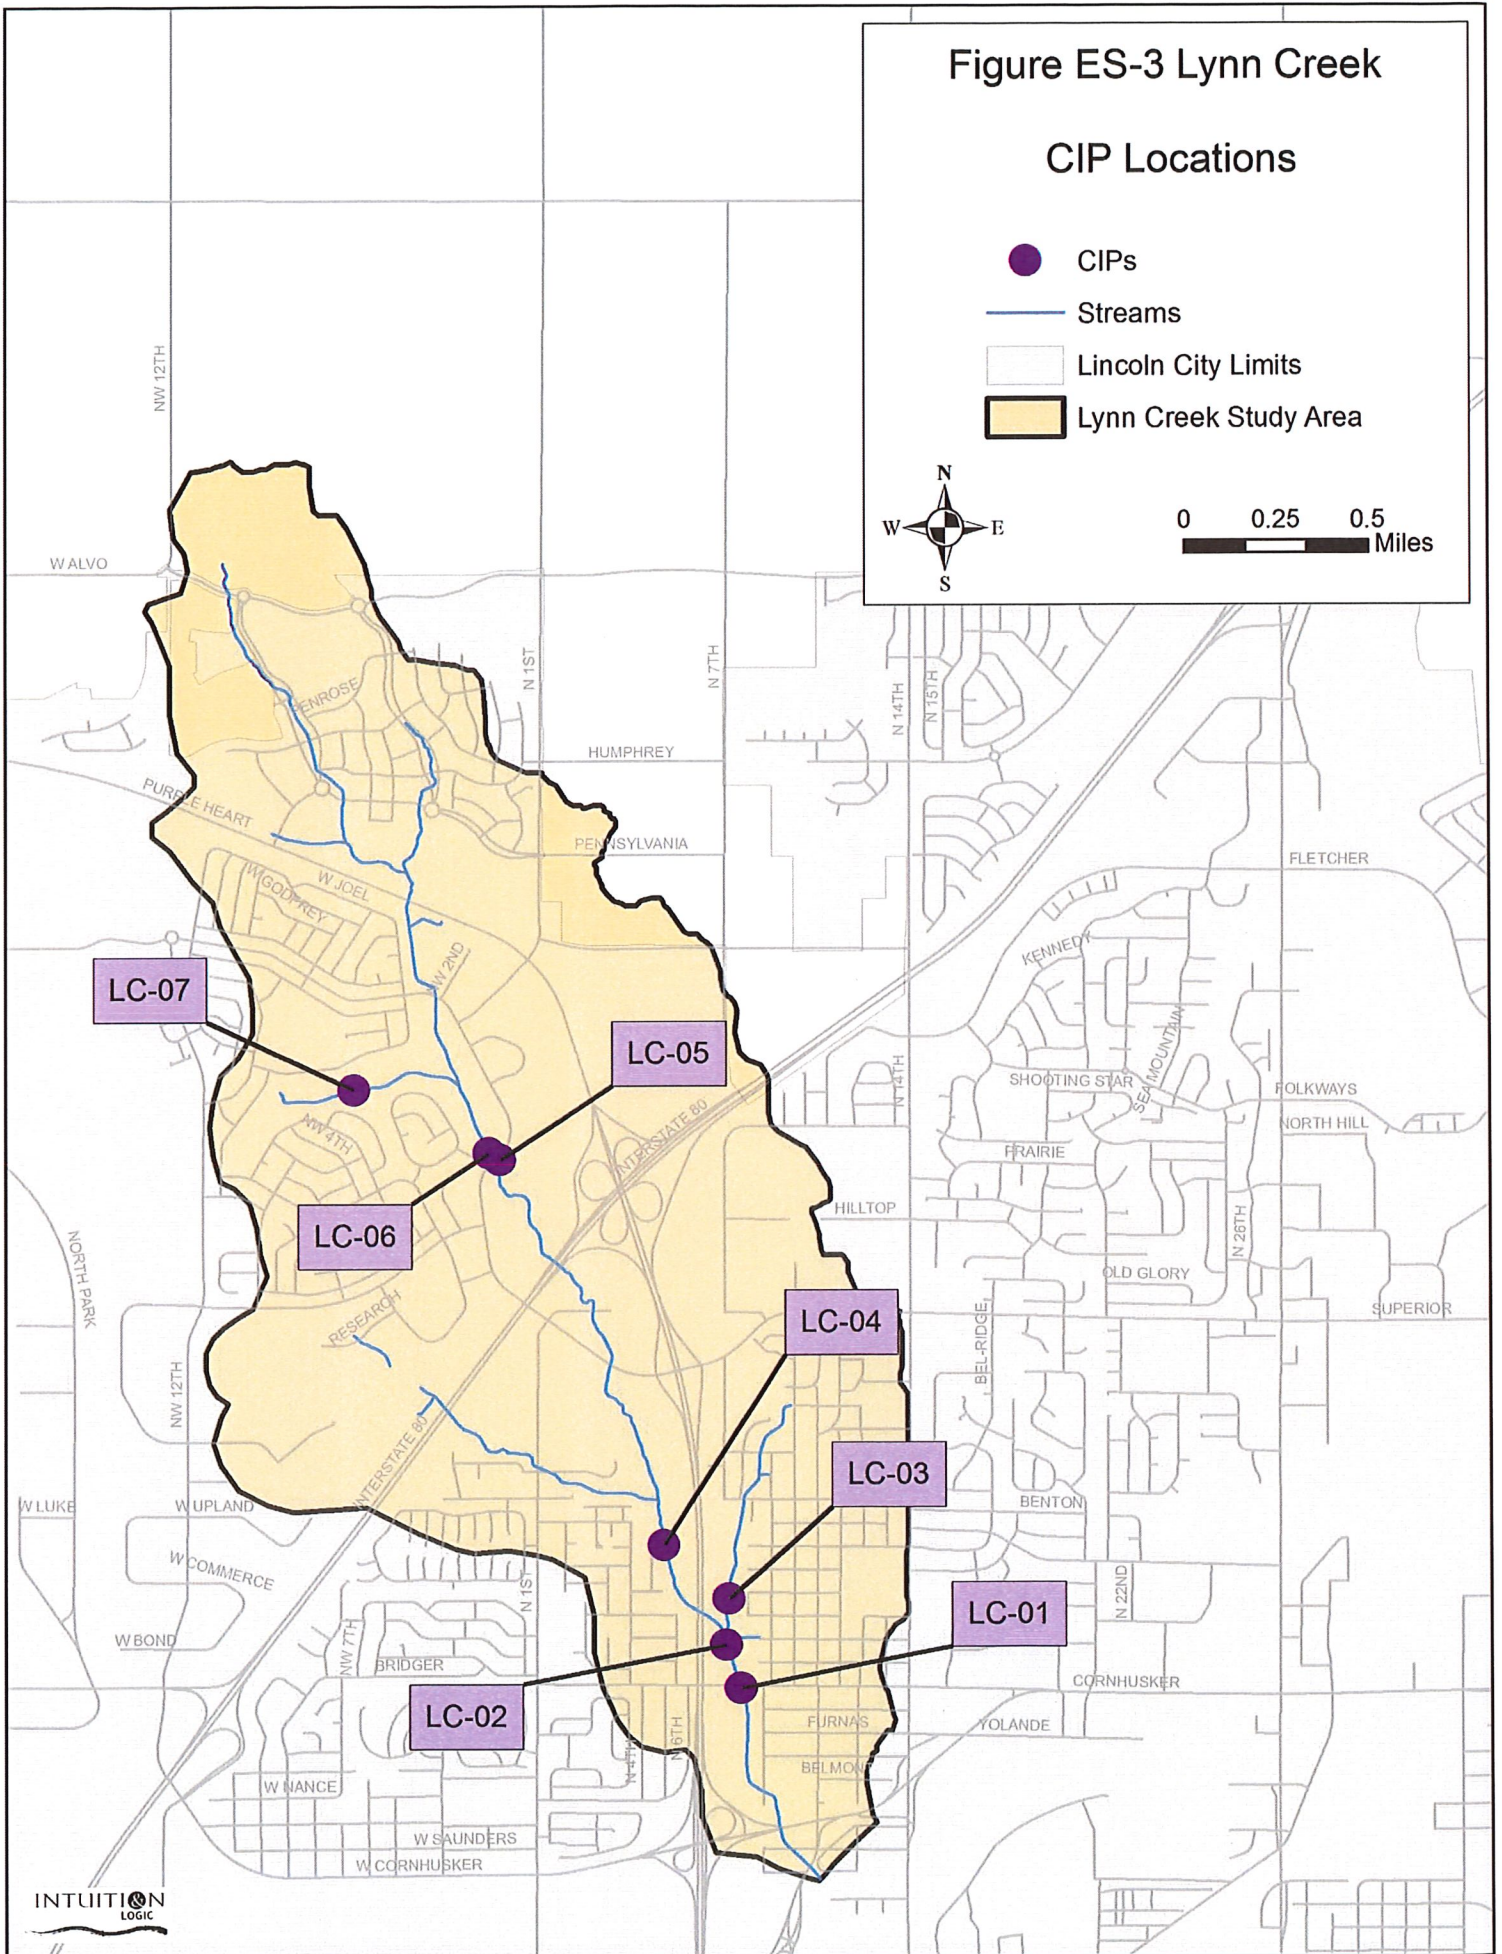 Figure ES-3 Lynn Creek
CIP Locations
CIPs
Streams
Lincoln City Limits
Lynn Creek Study Area
N
W E
S
0 0.25 0.5
Miles
NW 12TH
W ALVO
PENROSE
N 1ST
N 7TH
N 14TH
N 15TH
HUMPHREY
PURPLE HEART
PENNSYLVANIA
FLETCHER
W JOEL
W GODFREY
NW 2ND
KENNEDY
LC-07
LC-05
SEA MOUNTAIN
SHOOTING STAR
N 14TH
FOLKWAYS
NORTH HILL
INTERSTATE 80
NW 4TH
PRAIRIE
LC-06
HILLTOP
N 26TH
NORTH PARK
OLD GLORY
RESEARCH
LC-04
SUPERIOR
BEL-RIDGE
NW 12TH
INTERSTATE 80
LC-03
W LUKE
W UPLAND
BENTON
W COMMERCE
N 1ST
N 22ND
LC-01
W BOND
NW 7TH
BRIDGER
CORNHUSKER
LC-02
N 4TH
N 6TH
FURNAS
YOLANDE
BELMONT
W NANCE
W SAUNDERS
W CORNHUSKER
INTUITI&N
LOGIC